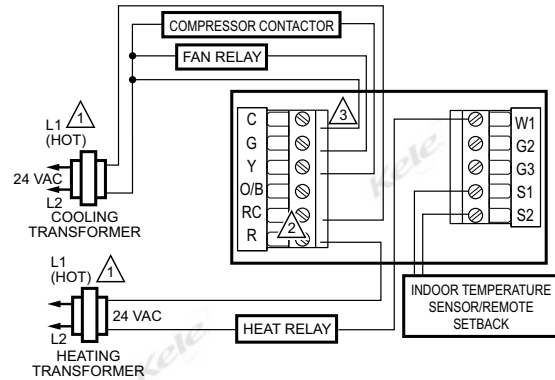 COMPRESSOR CONTACTOR
FAN RELAY
L1
(HOT)
1
24 VAC
L2
COOLING
TRANSFORMER
C
G
Y
O/B
RC
R
3
2
W1
G2
G3
S1
S2
Kele
L1
(HOT)
1
24 VAC
L2
HEATING
TRANSFORMER
HEAT RELAY
INDOOR TEMPERATURE
SENSOR/REMOTE
SETBACK
Kele